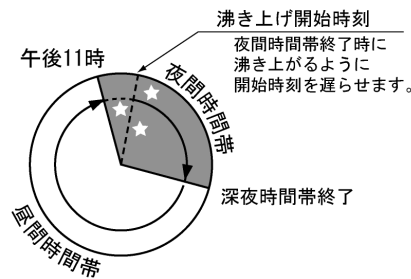 沸き上げ開始時刻
夜間時間帯終了時に
沸き上がるように
開始時刻を遅らせます。
午後11時
夜間時間帯
深夜時間帯終了
昼間時間帯